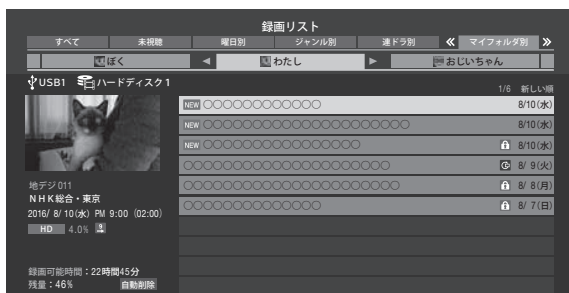 録画リスト
すべて 未視聴 曜日別 ジャンル別 連ドラ別 ≪ マイフォルダ別 ≫
ぼく ◀ わたし ▶ おじいちゃん
USB1 ハードディスク1
1/6 新しい順
NEW 〇〇〇〇〇〇〇〇〇〇〇〇 8/10(水)
NEW 〇〇〇〇〇〇〇〇〇〇〇〇〇〇〇〇〇〇〇〇〇 8/10(水)
NEW 〇〇〇〇〇〇〇〇〇〇〇〇〇〇〇〇 8/10(水)
〇〇〇〇〇〇〇〇〇〇〇〇〇〇〇〇〇〇〇〇〇 8/ 9(火)
〇〇〇〇〇〇〇〇〇〇〇〇〇〇〇〇〇〇〇〇〇〇 8/ 8(月)
〇〇〇〇〇〇〇〇〇〇〇〇〇〇 8/ 7(日)
地デジ011
NHK総合・東京
2016/ 8/10(水) PM 9:00 (02:00)
HD 4.0%
録画可能時間：22時間45分
残量：46% 自動削除